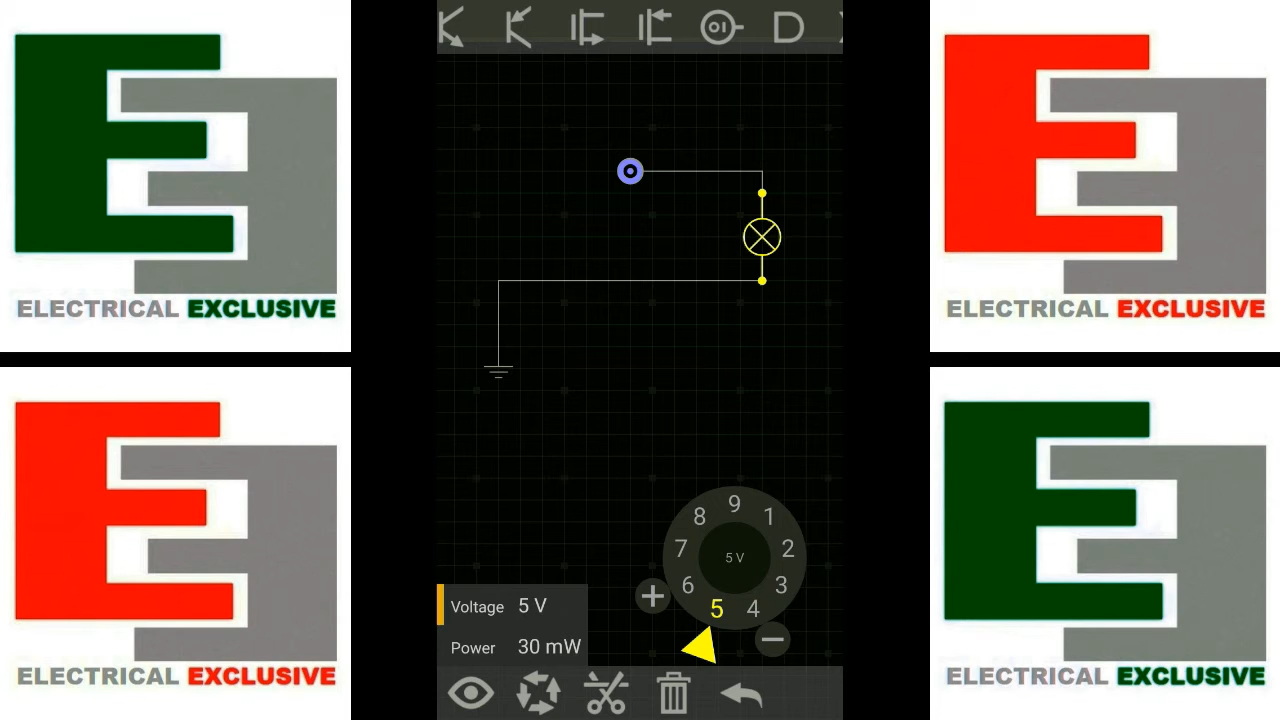 ELECTRICAL EXCLUSIVE
ELECTRICAL EXCLUSIVE
ELECTRICAL EXCLUSIVE
ELECTRICAL EXCLUSIVE
9
8
1
7
5 V
2
6
3
5
4
Voltage 5 V
Power 30 mW